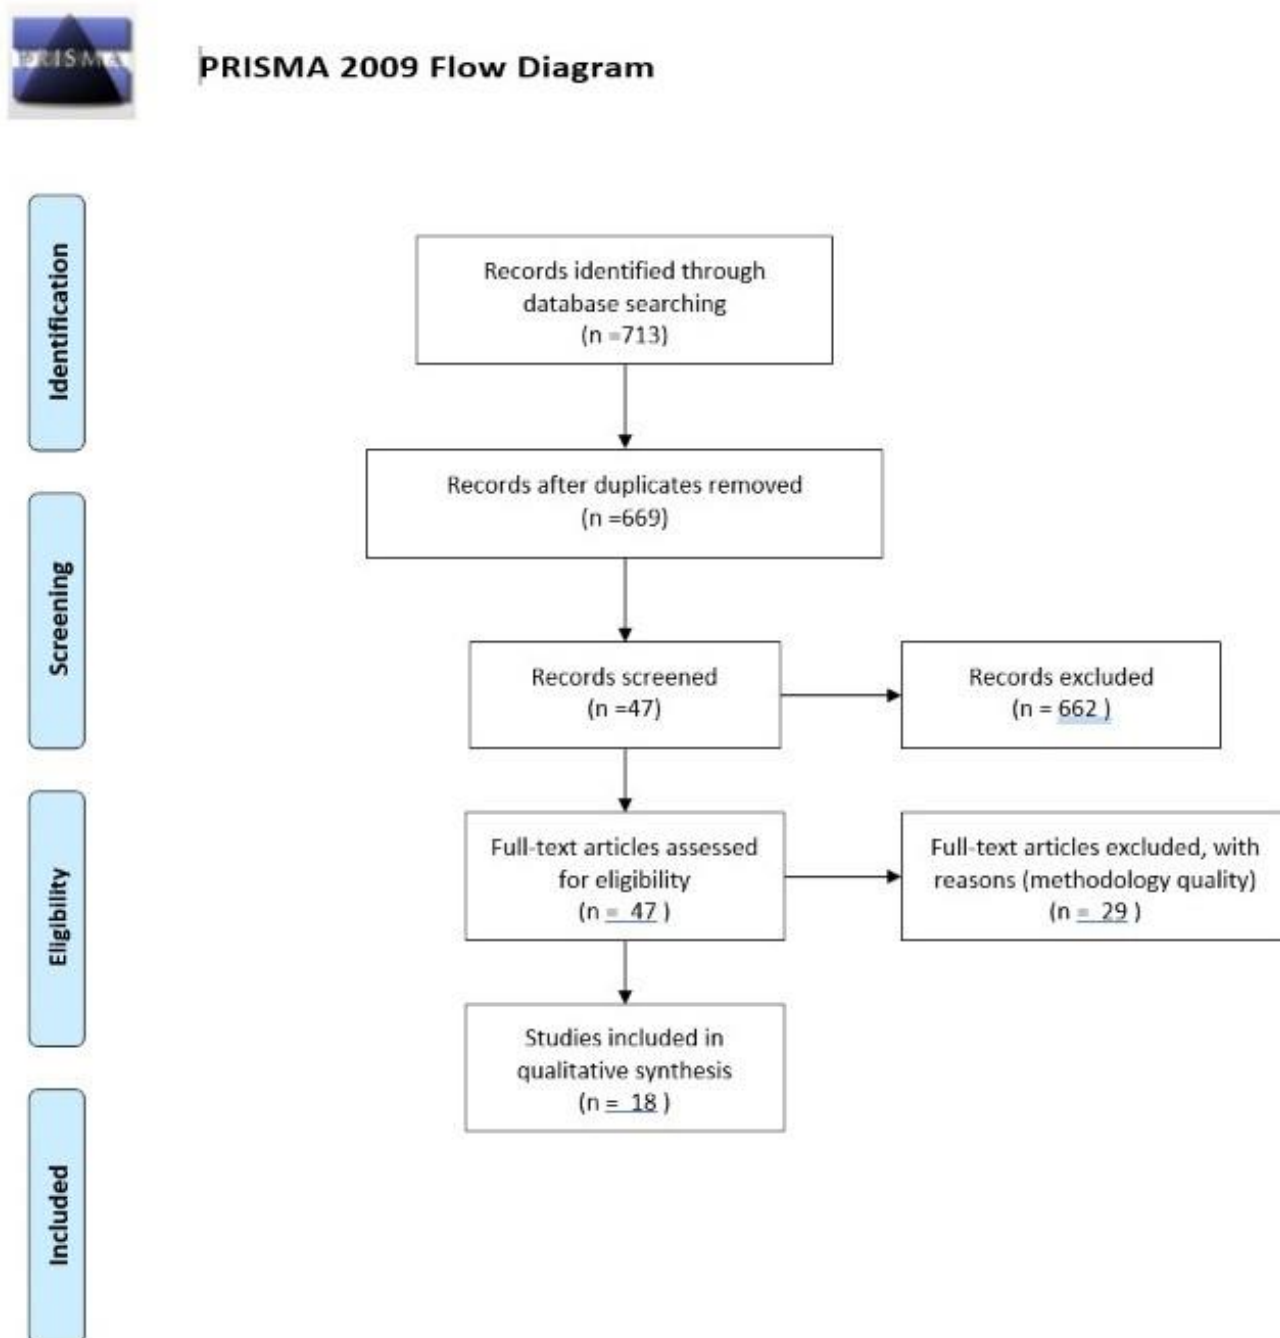 PRISMA
PRISMA 2009 Flow Diagram
Identification
Records identified through
database searching
(n =713)
Records after duplicates removed
(n =669)
Screening
Records screened
(n =47)
Records excluded
(n = 662 )
Eligibility
Full-text articles assessed
for eligibility
(n = 47 )
Full-text articles excluded, with
reasons (methodology quality)
(n = 29 )
Studies included in
qualitative synthesis
(n = 18 )
Included